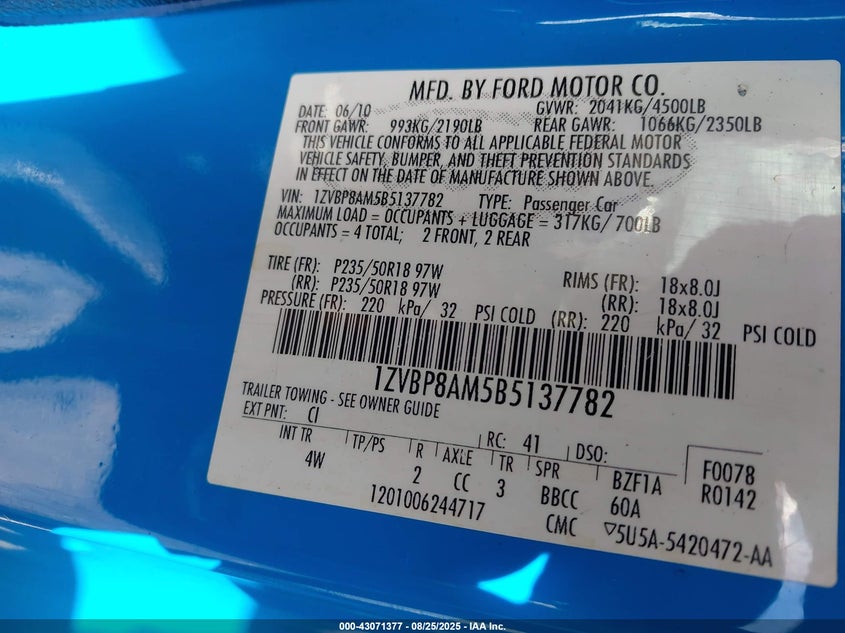 MFD. BY FORD MOTOR CO.
DATE: 06/10 GVWR: 2041KG/4500LB
FRONT GAWR: 993KG/2190LB REAR GAWR: 1066KG/2350LB
THIS VEHICLE CONFORMS TO ALL APPLICABLE FEDERAL MOTOR
VEHICLE SAFETY, BUMPER, AND THEFT PREVENTION STANDARDS
IN EFFECT ON THE DATE OF MANUFACTURE SHOWN ABOVE.
VIN: 1ZVBP8AM5B5137782 TYPE: Passenger Car
MAXIMUM LOAD = OCCUPANTS + LUGGAGE = 317KG/700LB
OCCUPANTS = 4 TOTAL; 2 FRONT, 2 REAR
TIRE (FR): P235/50R18 97W RIMS (FR): 18x8.0J
(RR): P235/50R18 97W (RR): 18x8.0J
PRESSURE (FR): 220 kPa/ 32 PSI COLD (RR): 220 kPa/ 32 PSI COLD
1ZVBP8AM5B5137782
TRAILER TOWING - SEE OWNER GUIDE
EXT PNT: CI RC: 41 DSO: F0078
INT TR TP/PS R AXLE TR SPR BZF1A R0142
4W 2 CC 3 BBCC 60A
1201006244717 CMC ▽5U5A-5420472-AA
000-43071377 - 08/25/2025 - IAA Inc.